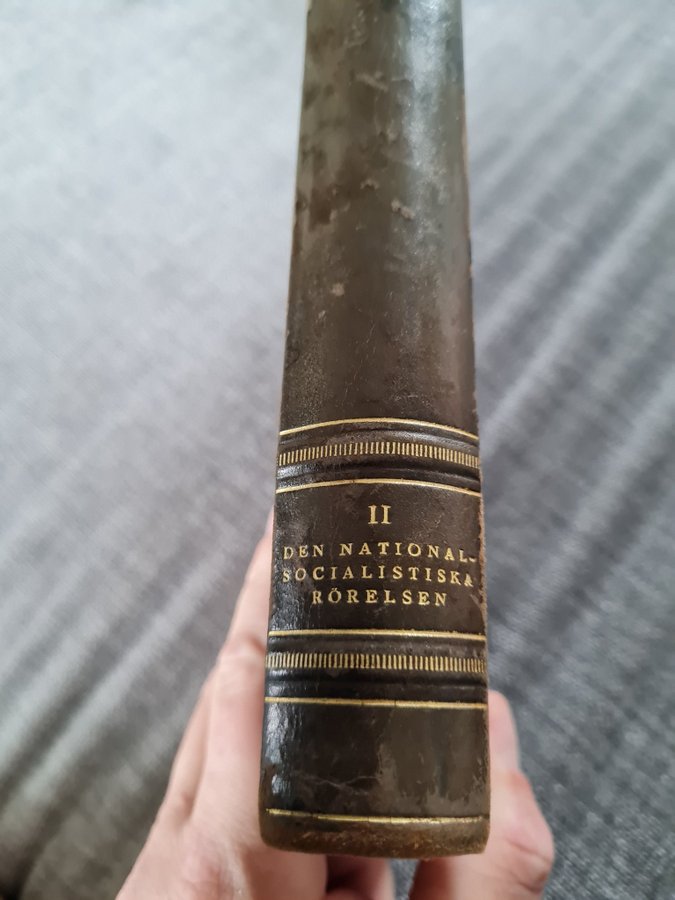 II
DEN NATIONAL-
SOCIALISTISKA
RÖRELSEN